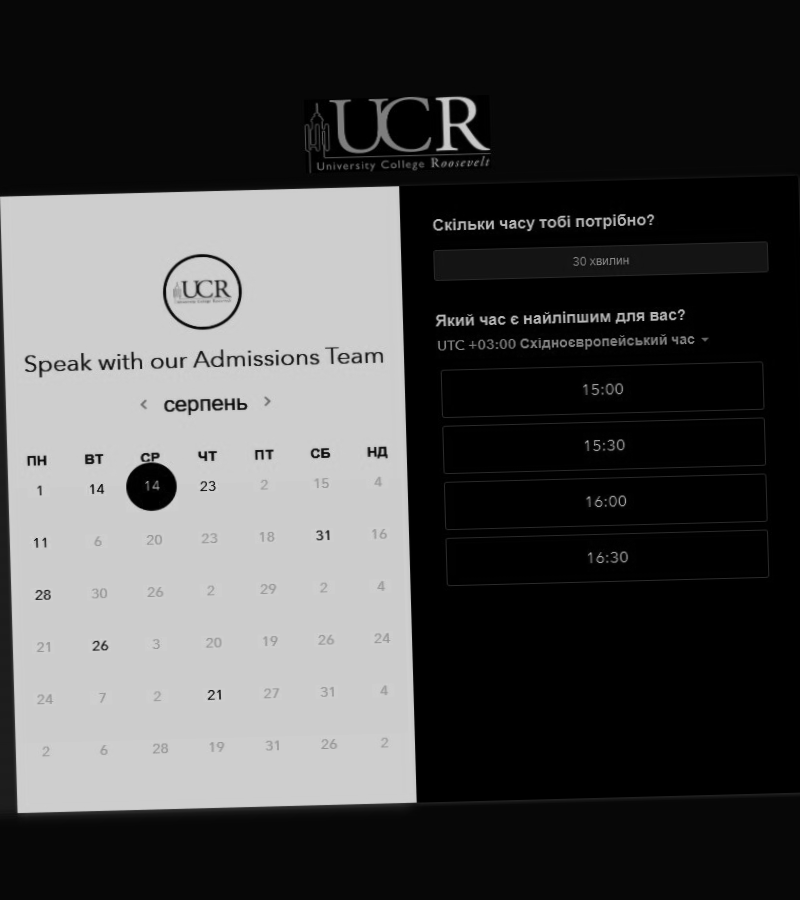 UCR
University College Roosevelt
UCR
University College Roosevelt
Speak with our Admissions Team
серпень
ПН ВТ СР ЧТ ПТ СБ НД
1 14 14 23 2 15 4
11 6 20 23 18 31 16
28 30 26 2 29 2 4
21 26 3 20 19 26 24
24 7 2 21 27 31 4
2 6 28 19 31 26 2
Скільки часу тобі потрібно?
30 хвилин
Який час є найліпшим для вас?
UTC +03:00 Східноєвропейський час
15:00
15:30
16:00
16:30